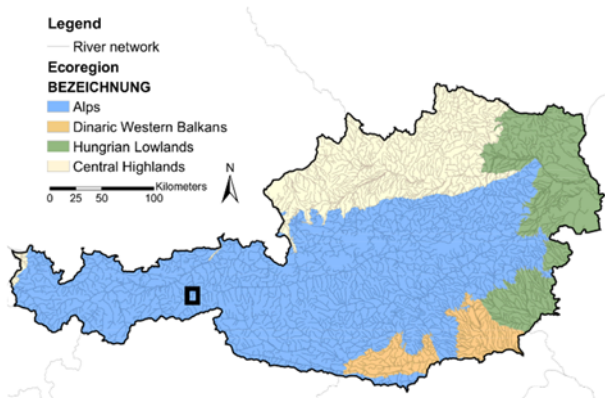 Legend
River network
Ecoregion
BEZEICHNUNG
Alps
Dinaric Western Balkans
Hungrian Lowlands
Central Highlands
N
Kilometers
0 25 50 100